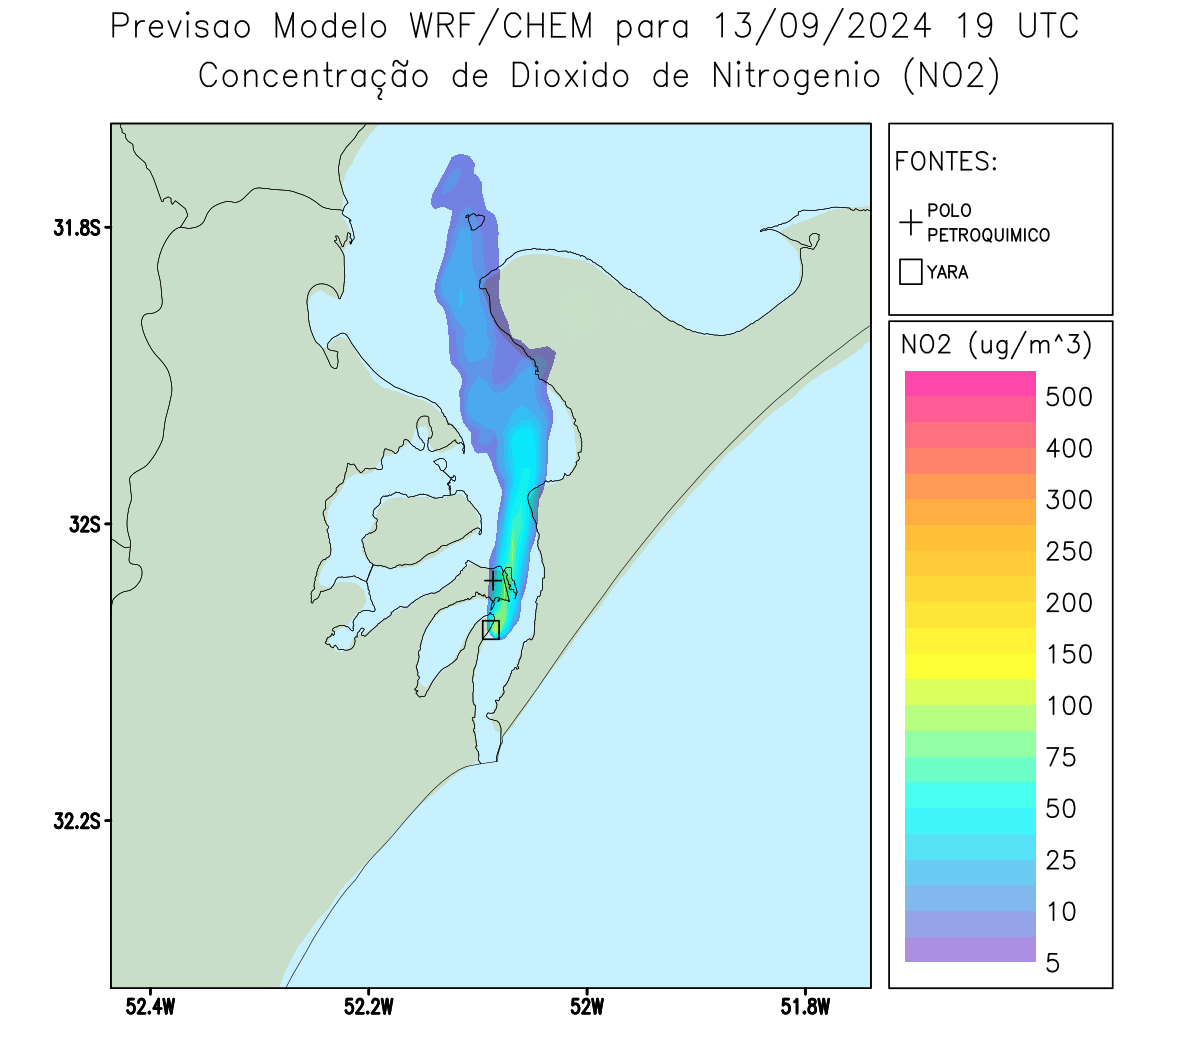 Previsao Modelo WRF/CHEM para 13/09/2024 19 UTC
Concentração de Dioxido de Nitrogenio (NO2)
FONTES:
POLO
PETROQUIMICO
YARA
NO2 (ug/m^3)
500
400
300
250
200
150
100
75
50
25
10
5
31.8S
32S
32.2S
52.4W
52.2W
52W
51.8W